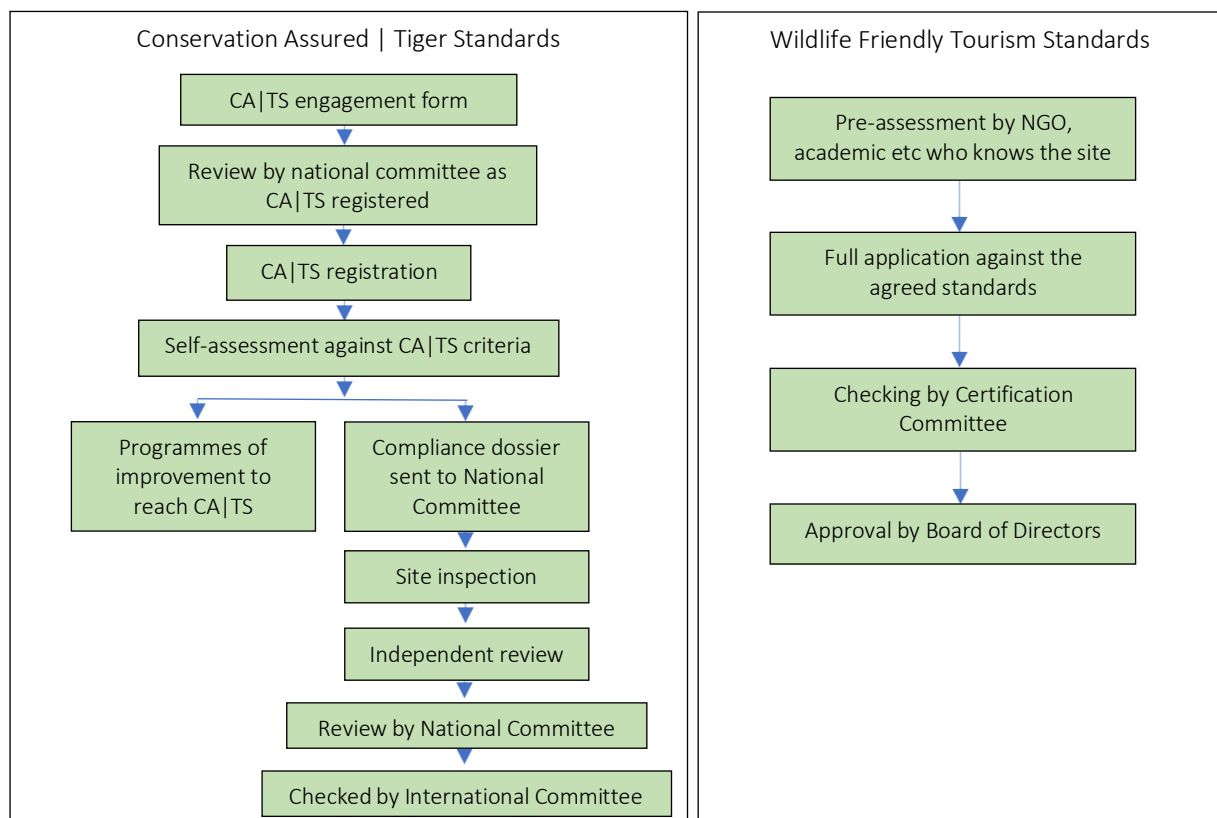 Conservation Assured | Tiger Standards
CA|TS engagement form
Review by national committee as
CA|TS registered
CA|TS registration
Self-assessment against CA|TS criteria
Programmes of
improvement to
reach CA|TS
Compliance dossier
sent to National
Committee
Site inspection
Independent review
Review by National Committee
Checked by International Committee
Wildlife Friendly Tourism Standards
Pre-assessment by NGO,
academic etc who knows the site
Full application against the
agreed standards
Checking by Certification
Committee
Approval by Board of Directors